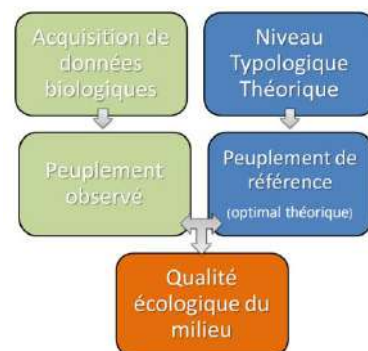 Acquisition de
données
biologiques
Niveau
Typologique
Théorique
Peuplement
observé
Peuplement de
référence
(optimal théorique)
Qualité
écologique du
milieu